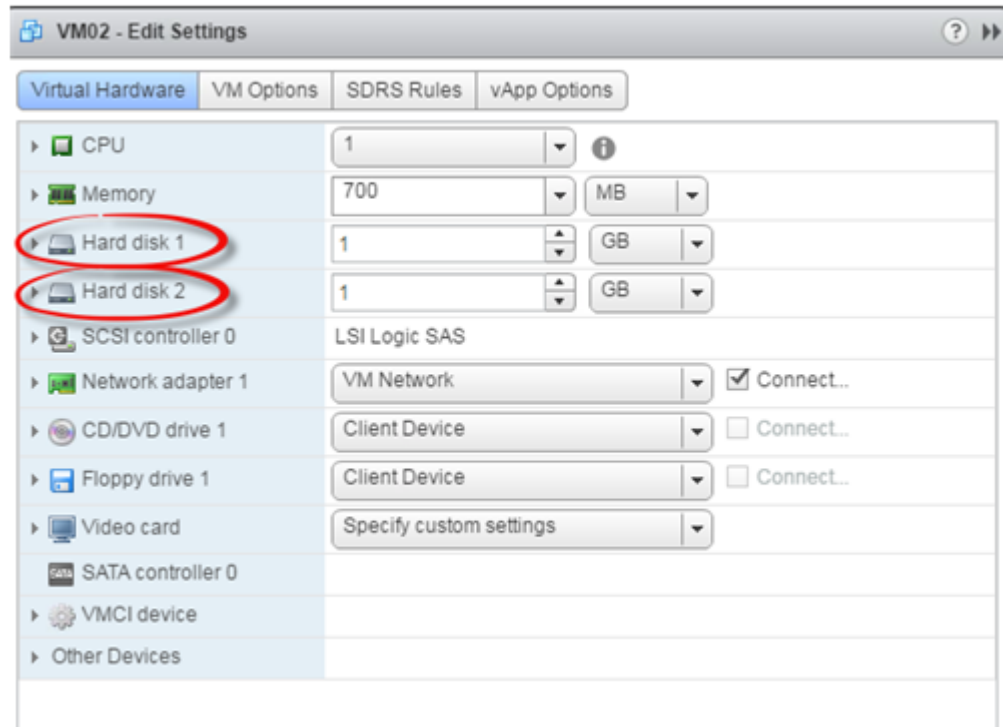 VM02 - Edit Settings ?
Virtual Hardware VM Options SDRS Rules vApp Options
CPU 1
Memory 700 MB
Hard disk 1 1 GB
Hard disk 2 1 GB
SCSI controller 0 LSI Logic SAS
Network adapter 1 VM Network Connect...
CD/DVD drive 1 Client Device Connect...
Floppy drive 1 Client Device Connect...
Video card Specify custom settings
SATA SATA controller 0
VMCI device
Other Devices